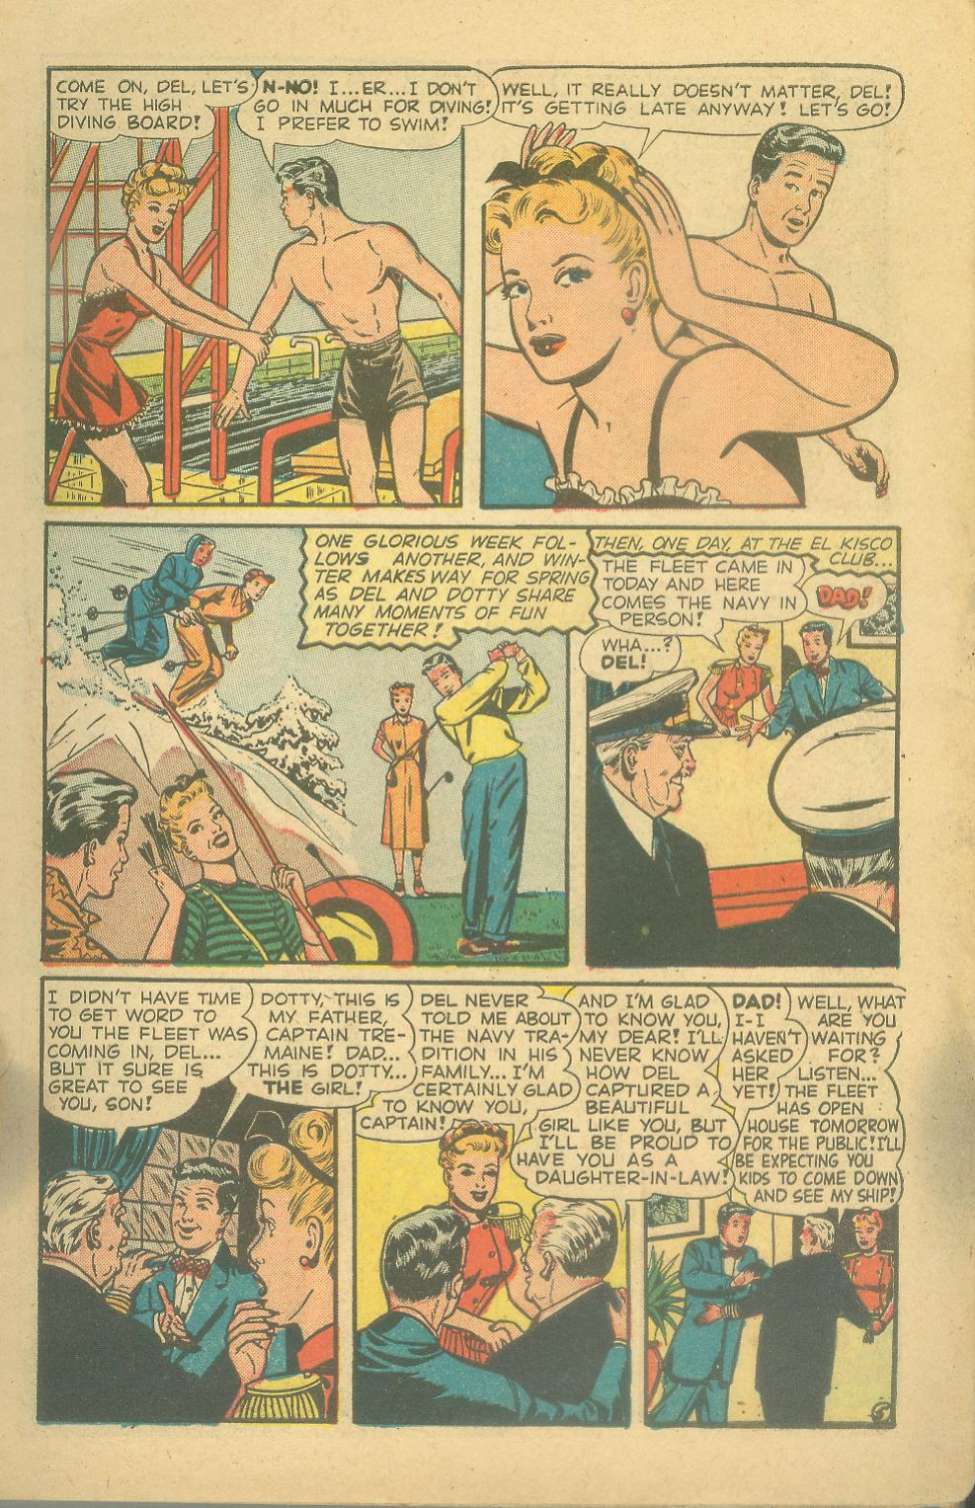 COME ON, DEL, LET'S
TRY THE HIGH
DIVING BOARD!
N-NO! I...ER...I DON'T
GO IN MUCH FOR DIVING!
I PREFER TO SWIM!
WELL, IT REALLY DOESN'T MATTER, DEL!
IT'S GETTING LATE ANYWAY! LET'S GO!
ONE GLORIOUS WEEK FOL-
LOWS ANOTHER, AND WIN-
TER MAKES WAY FOR SPRING
AS DEL AND DOTTY SHARE
MANY MOMENTS OF FUN
TOGETHER!
THEN, ONE DAY, AT THE EL KISCO
CLUB...
THE FLEET CAME IN
TODAY AND HERE
COMES THE NAVY IN
PERSON!
DAD!
WHA...?
DEL!
I DIDN'T HAVE TIME
TO GET WORD TO
YOU THE FLEET WAS
COMING IN, DEL...
BUT IT SURE IS
GREAT TO SEE
YOU, SON!
DOTTY, THIS IS
MY FATHER,
CAPTAIN TRE-
MAINE! DAD...
THIS IS DOTTY...
THE GIRL!
DEL NEVER
TOLD ME ABOUT
THE NAVY TRA-
DITION IN HIS
FAMILY... I'M
CERTAINLY GLAD
TO KNOW YOU,
CAPTAIN!
AND I'M GLAD
TO KNOW YOU,
MY DEAR! I'LL
NEVER KNOW
HOW DEL
CAPTURED A
BEAUTIFUL
GIRL LIKE YOU, BUT
I'LL BE PROUD TO
HAVE YOU AS A
DAUGHTER-IN-LAW!
DAD!
I-I
HAVEN'T
ASKED
HER
YET!
WELL, WHAT
ARE YOU
WAITING
FOR?
LISTEN...
THE FLEET
HAS OPEN
HOUSE TOMORROW
FOR THE PUBLIC! I'LL
BE EXPECTING YOU
KIDS TO COME DOWN
AND SEE MY SHIP!
5